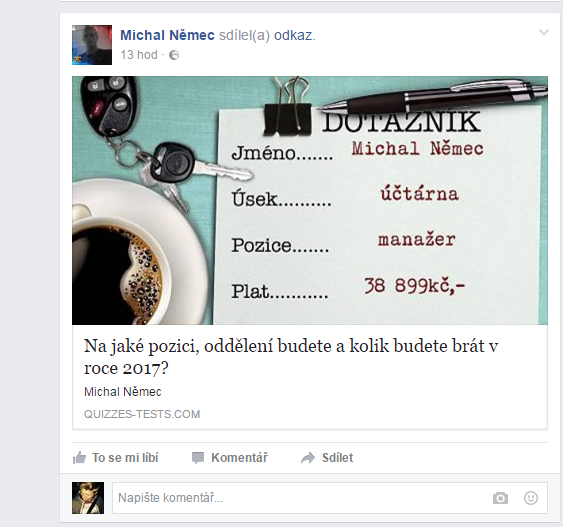 Michal Němec sdílel(a) odkaz.
13 hod ·
DOTAZNÍK
Jméno....... Michal Němec
Úsek.......... účtárna
Pozice....... manažer
Plat........... 38 899kč,-
Na jaké pozici, oddělení budete a kolik budete brát v
roce 2017?
Michal Němec
QUIZZES-TESTS.COM
To se mi líbí Komentář Sdílet
Napište komentář...